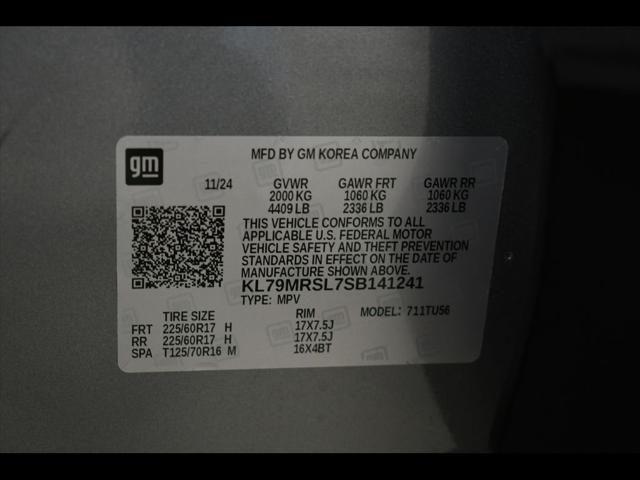 gm
MFD BY GM KOREA COMPANY
11/24 GVWR GAWR FRT GAWR RR
2000 KG 1060 KG 1060 KG
4409 LB 2336 LB 2336 LB
THIS VEHICLE CONFORMS TO ALL
APPLICABLE U.S. FEDERAL MOTOR
VEHICLE SAFETY AND THEFT PREVENTION
STANDARDS IN EFFECT ON THE DATE OF
MANUFACTURE SHOWN ABOVE.
KL79MRSL7SB141241
TYPE: MPV MODEL: 711TU56
TIRE SIZE RIM
FRT 225/60R17 H 17X7.5J
RR 225/60R17 H 17X7.5J
SPA T125/70R16 M 16X4BT